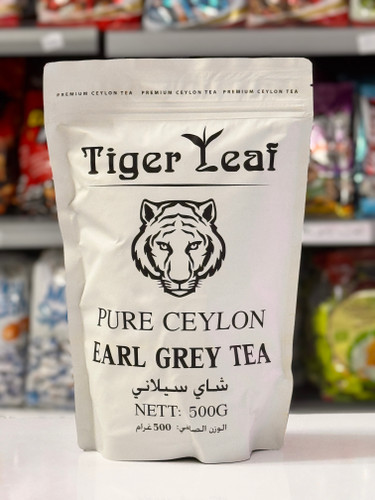 PREMIUM CEYLON TEA PREMIUM CEYLON TEA PREMIUM CEYLON TEA
Tiger Leaf
PURE CEYLON
EARL GREY TEA
شاي سيلاني
NETT: 500G
الوزن الصافي: 500 غرام